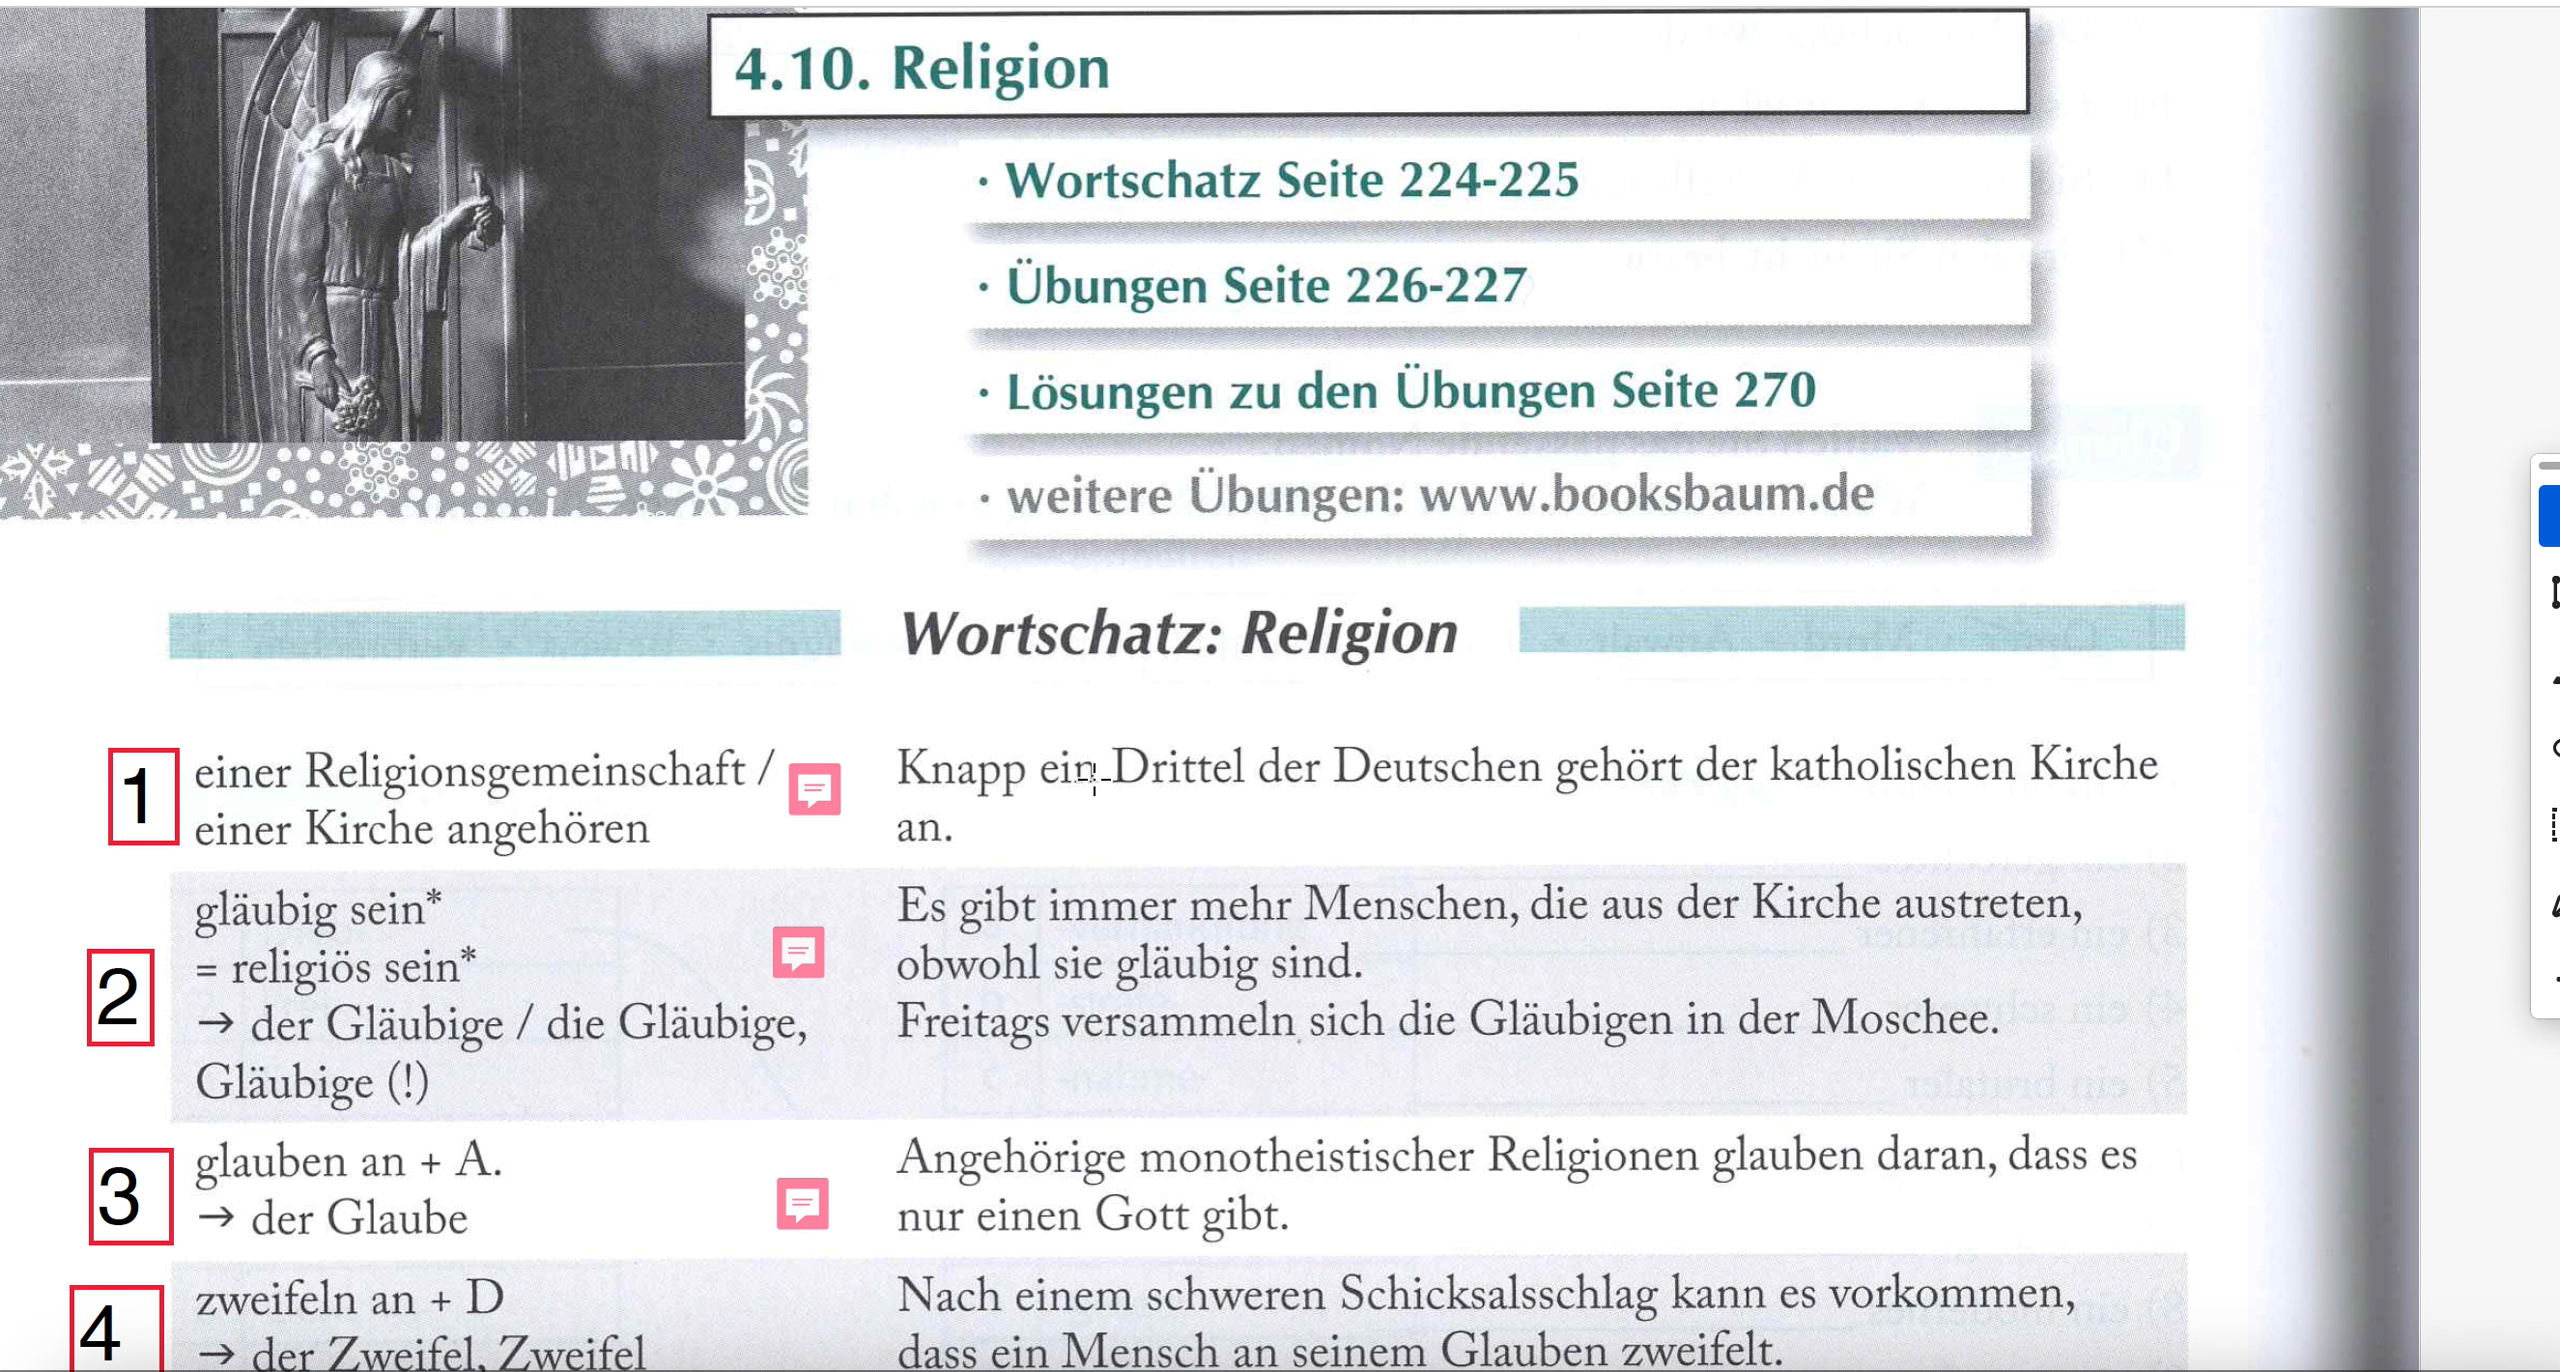 4.10. Religion
· Wortschatz Seite 224-225
· Übungen Seite 226-227
· Lösungen zu den Übungen Seite 270
· weitere Übungen: www.booksbaum.de
Wortschatz: Religion
1
einer Religionsgemeinschaft /
einer Kirche angehören
Knapp ein Drittel der Deutschen gehört der katholischen Kirche
an.
2
gläubig sein*
= religiös sein*
→ der Gläubige / die Gläubige,
Gläubige (!)
Es gibt immer mehr Menschen, die aus der Kirche austreten,
obwohl sie gläubig sind.
Freitags versammeln sich die Gläubigen in der Moschee.
3
glauben an + A.
→ der Glaube
Angehörige monotheistischer Religionen glauben daran, dass es
nur einen Gott gibt.
4
zweifeln an + D
→ der Zweifel, Zweifel
Nach einem schweren Schicksalsschlag kann es vorkommen,
dass ein Mensch an seinem Glauben zweifelt.